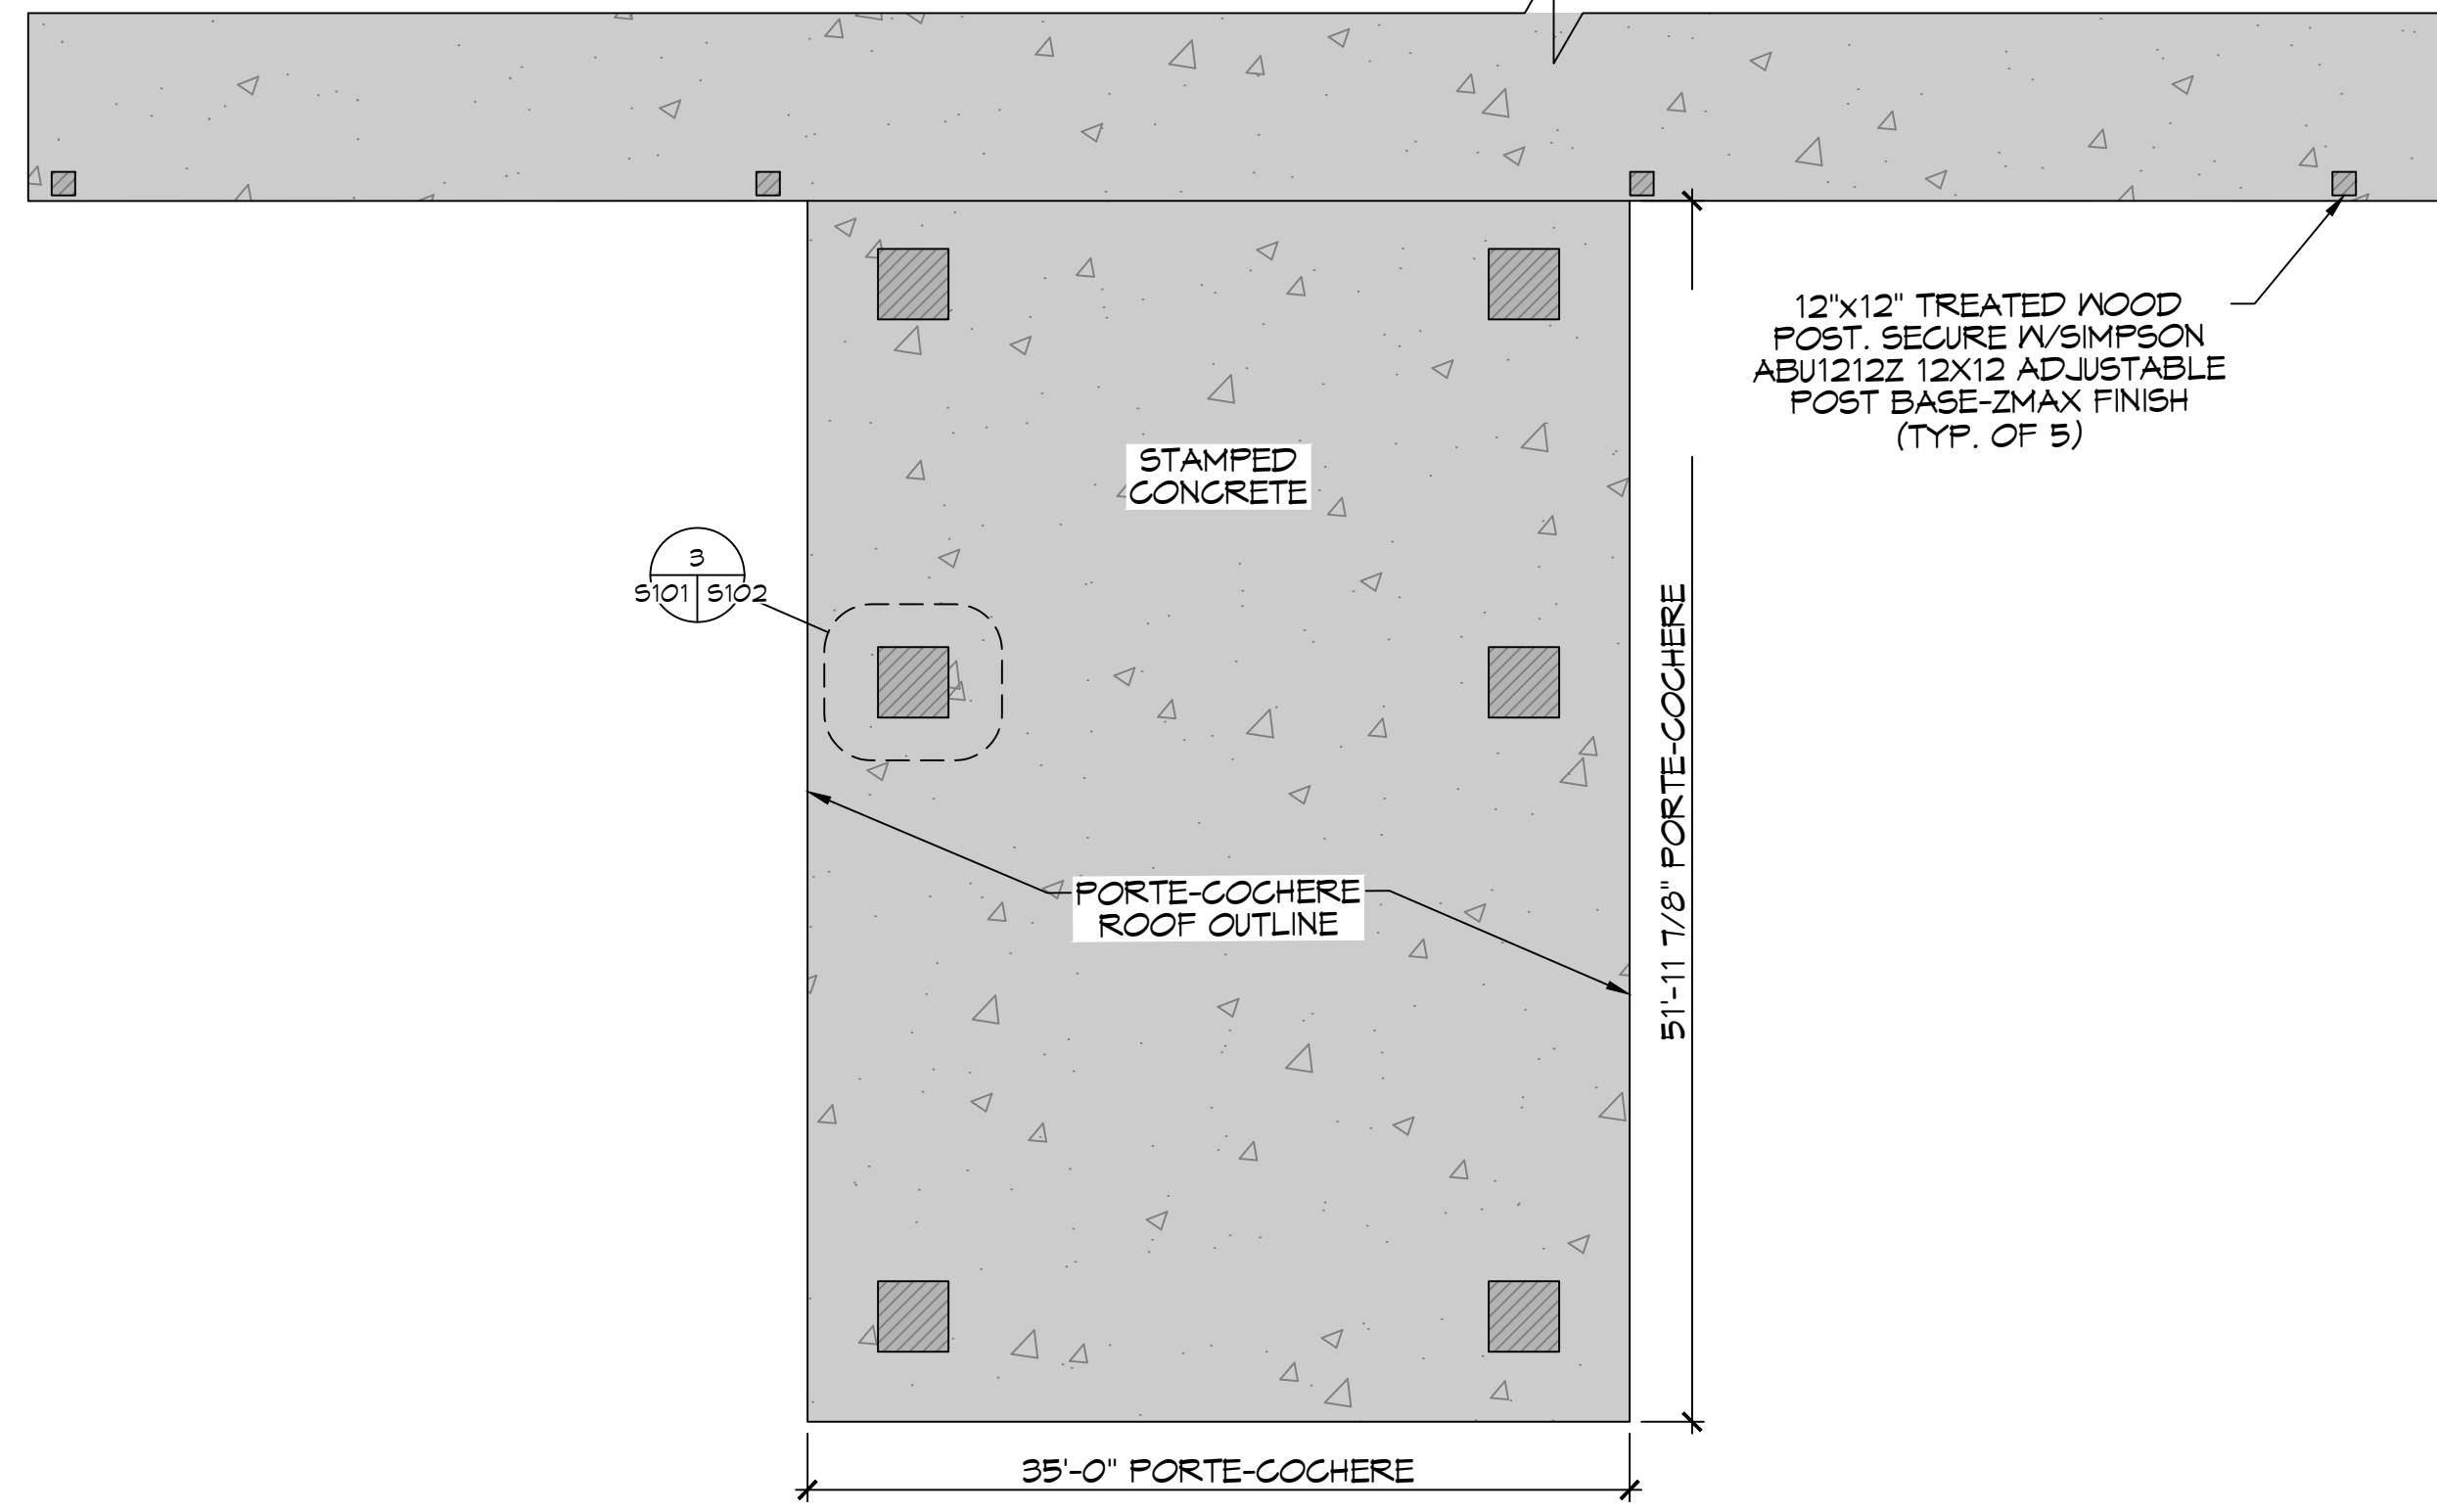 12"x12" TREATED WOOD
POST. SECURE W/SIMPSON
ABU1212Z 12X12 ADJUSTABLE
POST BASE-ZMAX FINISH
(TYP. OF 5)
STAMPED
CONCRETE
3
S101 S102
51'-11 7/8" PORTE-COCHERE
PORTE-COCHERE
ROOF OUTLINE
35'-0" PORTE-COCHERE